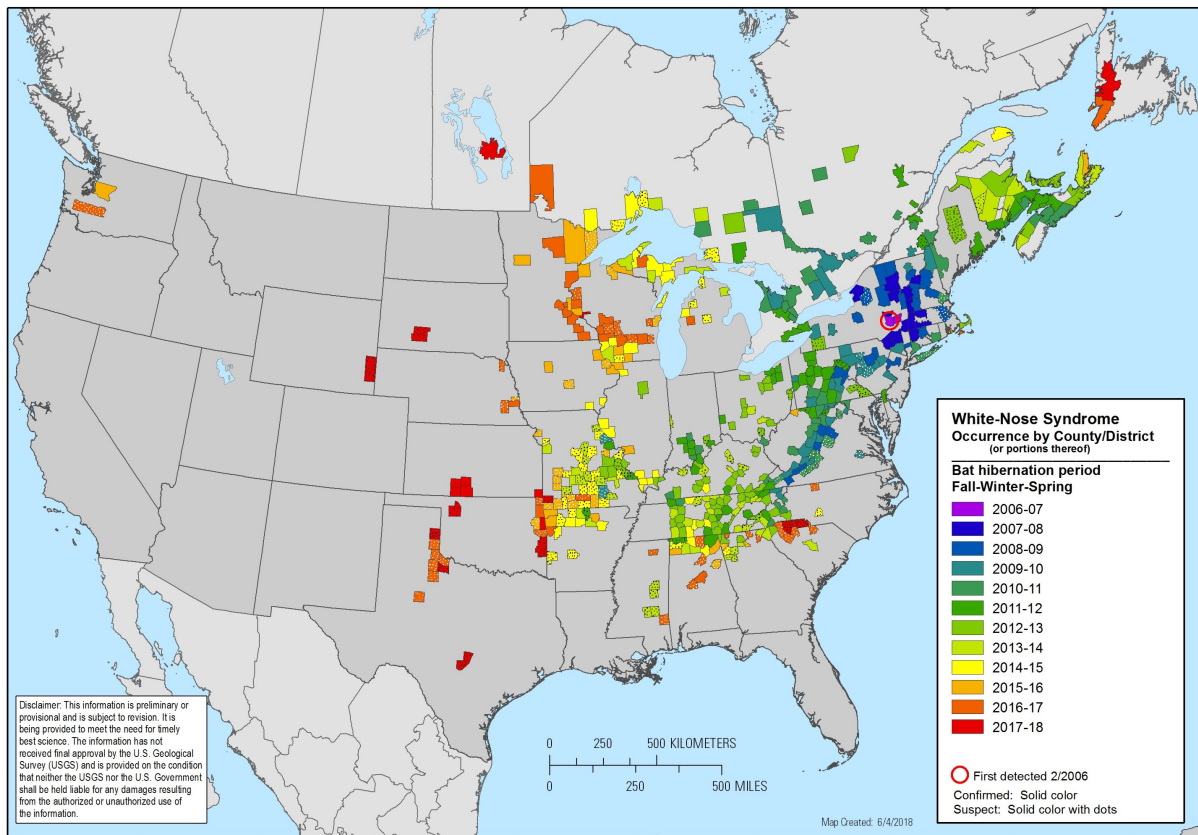 White-Nose Syndrome
Occurrence by County/District
(or portions thereof)
Bat hibernation period
Fall-Winter-Spring
2006-07
2007-08
2008-09
2009-10
2010-11
2011-12
2012-13
2013-14
2014-15
2015-16
2016-17
2017-18
First detected 2/2006
Confirmed: Solid color
Suspect: Solid color with dots
Disclaimer: This information is preliminary or
provisional and is subject to revision. It is
being provided to meet the need for timely
best science. The information has not
received final approval by the U.S. Geological
Survey (USGS) and is provided on the condition
that neither the USGS nor the U.S. Government
shall be held liable for any damages resulting
from the authorized or unauthorized use of
the information.
0 250 500 KILOMETERS
0 250 500 MILES
Map Created: 6/4/2018